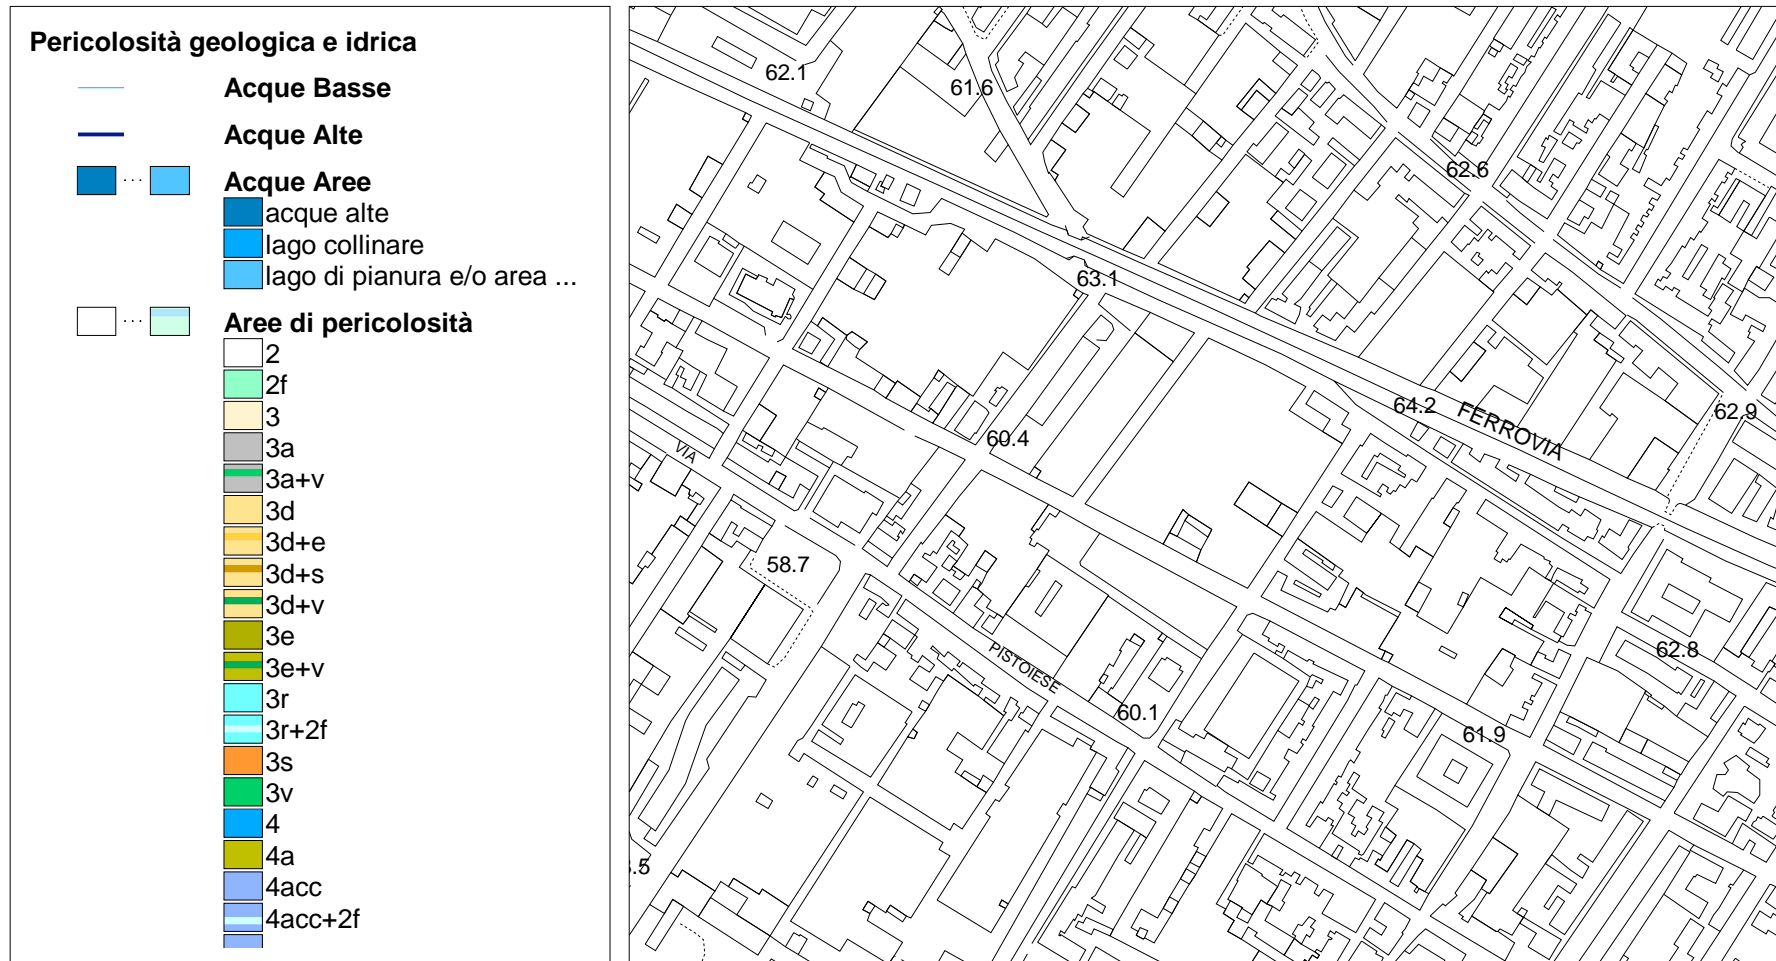 Pericolosità geologica e idrica
Acque Basse
Acque Alte
Acque Aree
acque alte
lago collinare
lago di pianura e/o area ...
Aree di pericolosità
2
2f
3
3a
3a+v
3d
3d+e
3d+s
3d+v
3e
3e+v
3r
3r+2f
3s
3v
4
4a
4acc
4acc+2f
62.1
61.6
62.6
63.1
64.2
FERROVIA
62.9
60.4
VIA
58.7
PISTOIESE
62.8
60.1
61.9
.5